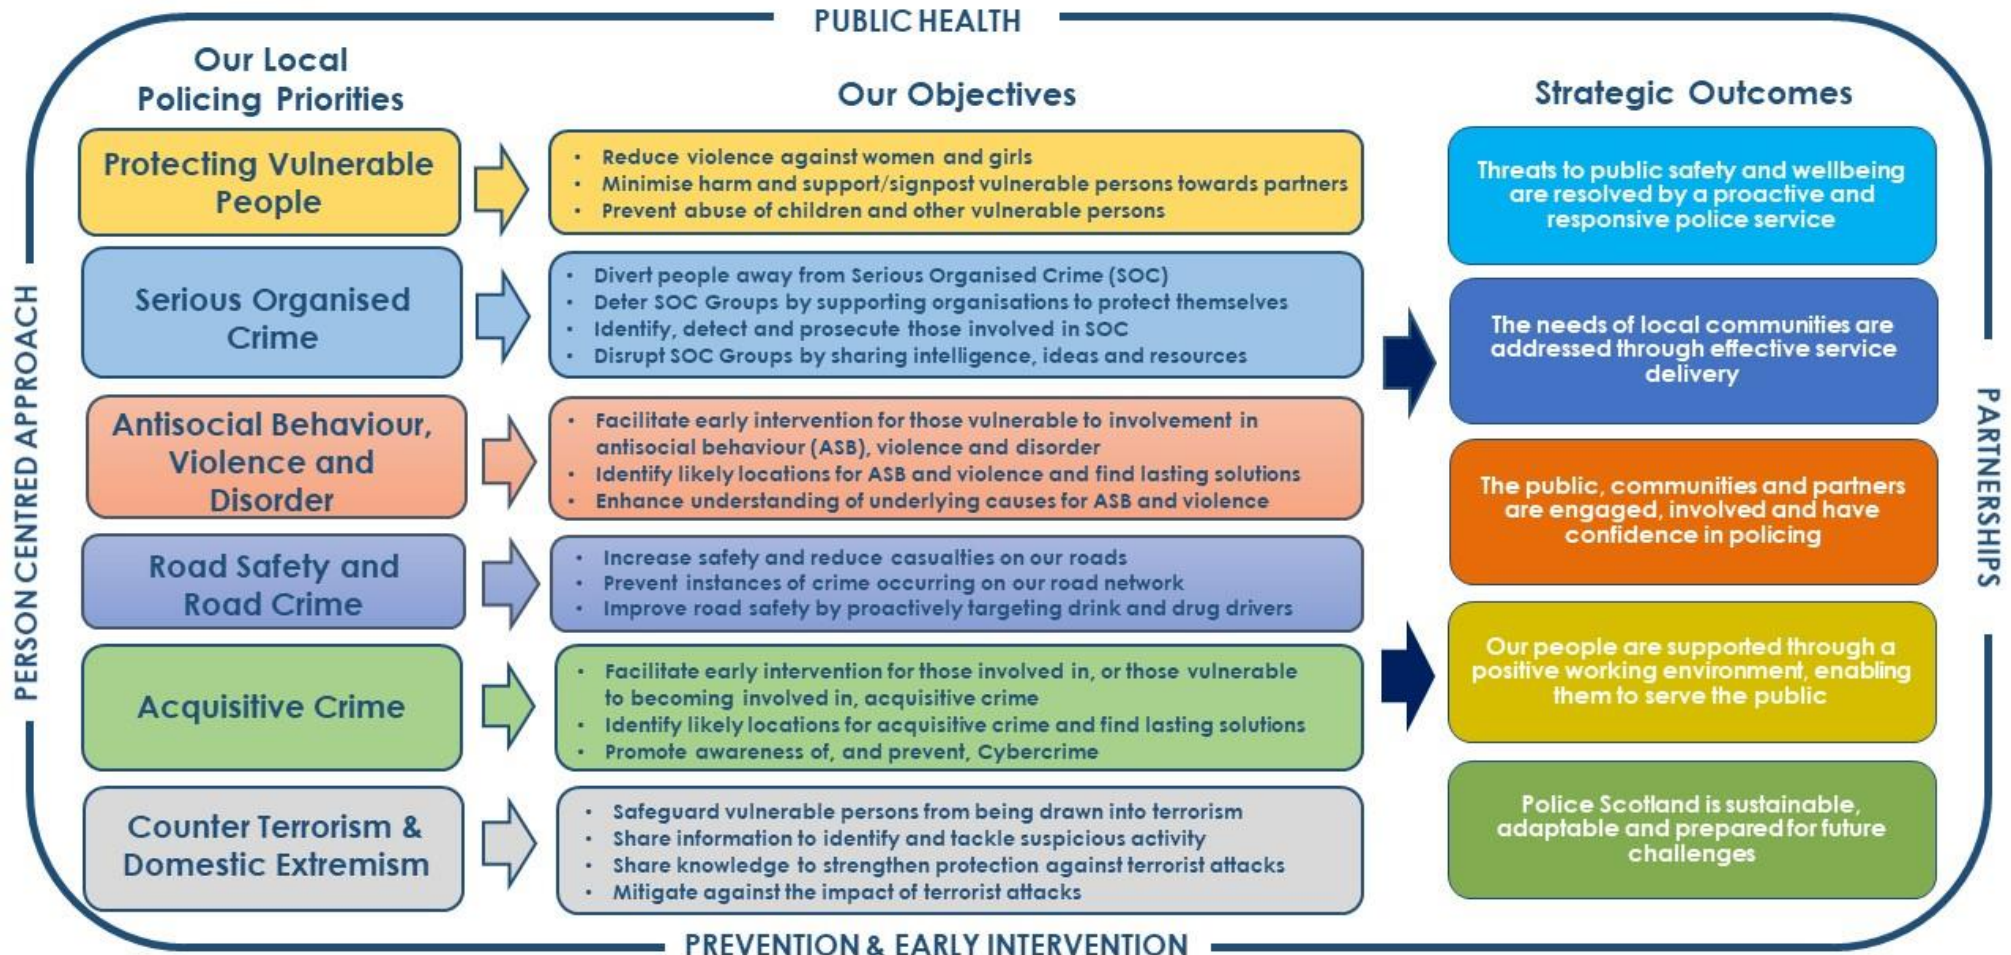 PUBLIC HEALTH
Our Local
Policing Priorities
Our Objectives
Strategic Outcomes
PERSON CENTRED APPROACH
Protecting Vulnerable
People
• Reduce violence against women and girls
• Minimise harm and support/signpost vulnerable persons towards partners
• Prevent abuse of children and other vulnerable persons
Serious Organised
Crime
• Divert people away from Serious Organised Crime (SOC)
• Deter SOC Groups by supporting organisations to protect themselves
• Identify, detect and prosecute those involved in SOC
• Disrupt SOC Groups by sharing intelligence, ideas and resources
Antisocial Behaviour,
Violence and
Disorder
• Facilitate early intervention for those vulnerable to involvement in
antisocial behaviour (ASB), violence and disorder
• Identify likely locations for ASB and violence and find lasting solutions
• Enhance understanding of underlying causes for ASB and violence
Road Safety and
Road Crime
• Increase safety and reduce casualties on our roads
• Prevent instances of crime occurring on our road network
• Improve road safety by proactively targeting drink and drug drivers
Acquisitive Crime
• Facilitate early intervention for those involved in, or those vulnerable
to becoming involved in, acquisitive crime
• Identify likely locations for acquisitive crime and find lasting solutions
• Promote awareness of, and prevent, Cybercrime
Counter Terrorism &
Domestic Extremism
• Safeguard vulnerable persons from being drawn into terrorism
• Share information to identify and tackle suspicious activity
• Share knowledge to strengthen protection against terrorist attacks
• Mitigate against the impact of terrorist attacks
Threats to public safety and wellbeing
are resolved by a proactive and
responsive police service
The needs of local communities are
addressed through effective service
delivery
The public, communities and partners
are engaged, involved and have
confidence in policing
Our people are supported through a
positive working environment, enabling
them to serve the public
Police Scotland is sustainable,
adaptable and prepared for future
challenges
PARTNERSHIPS
PREVENTION & EARLY INTERVENTION